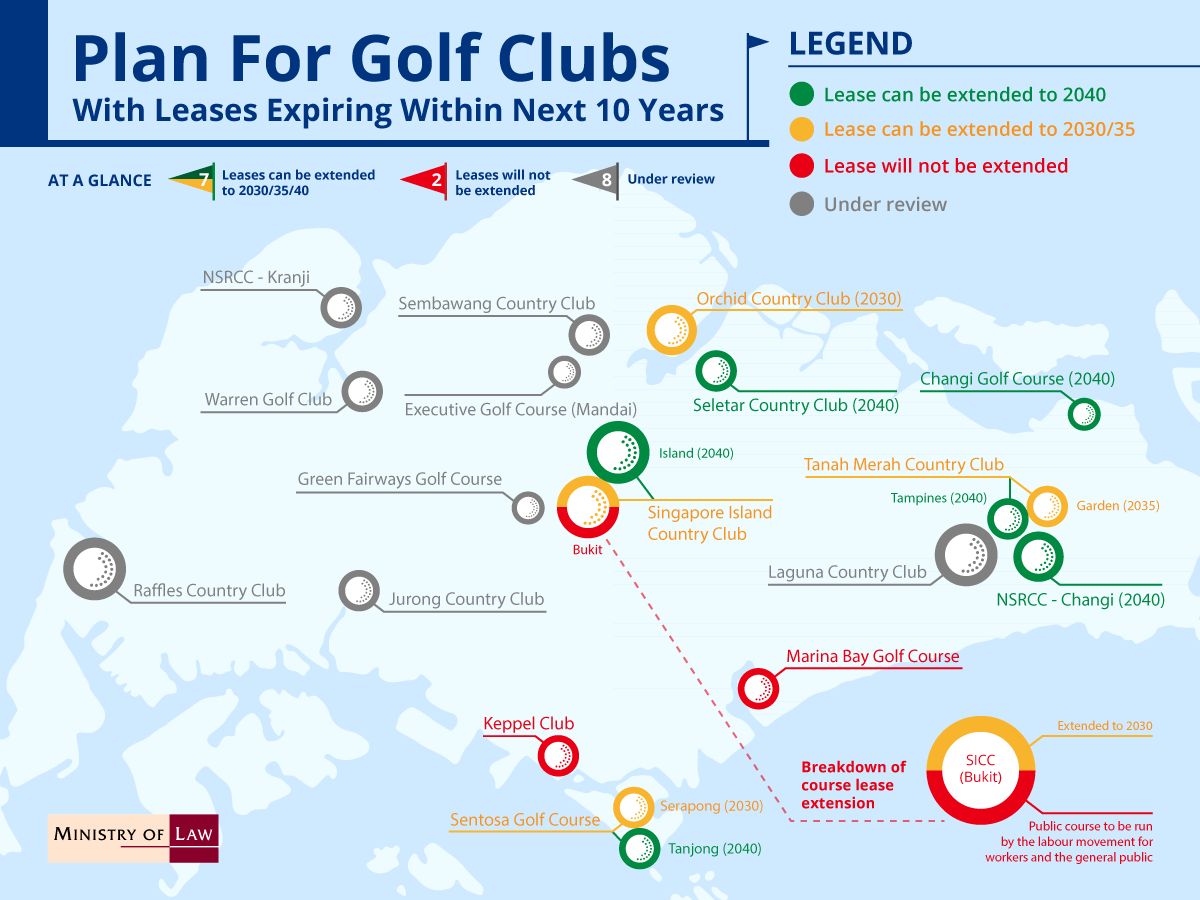 Plan For Golf Clubs
With Leases Expiring Within Next 10 Years
LEGEND
Lease can be extended to 2040
Lease can be extended to 2030/35
Lease will not be extended
Under review
AT A GLANCE
7
Leases can be extended
to 2030/35/40
2
Leases will not
be extended
8
Under review
NSRCC - Kranji
Sembawang Country Club
Orchid Country Club (2030)
Warren Golf Club
Executive Golf Course (Mandai)
Seletar Country Club (2040)
Changi Golf Course (2040)
Island (2040)
Green Fairways Golf Course
Singapore Island
Country Club
Bukit
Tanah Merah Country Club
Tampines (2040)
Garden (2035)
Raffles Country Club
Jurong Country Club
Laguna Country Club
NSRCC - Changi (2040)
Marina Bay Golf Course
Keppel Club
Sentosa Golf Course
Serapong (2030)
Tanjong (2040)
Breakdown of
course lease
extension
SICC
(Bukit)
Extended to 2030
Public course to be run
by the labour movement for
workers and the general public
MINISTRY OF LAW